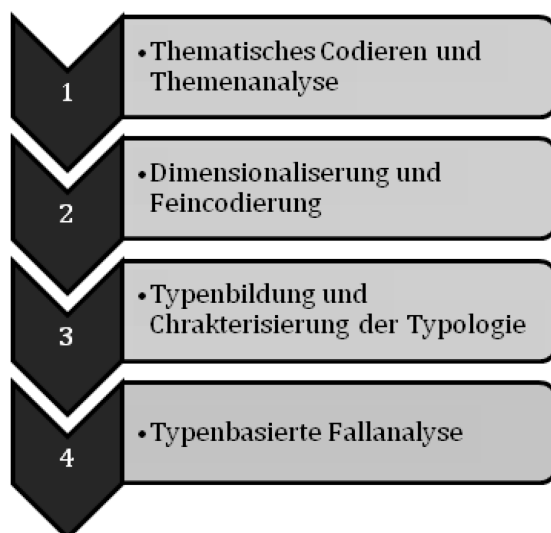 1
• Thematisches Codieren und
Themenanalyse
2
• Dimensionaliserung und
Feincodierung
3
• Typenbildung und
Chrakterisierung der Typologie
4
• Typenbasierte Fallanalyse